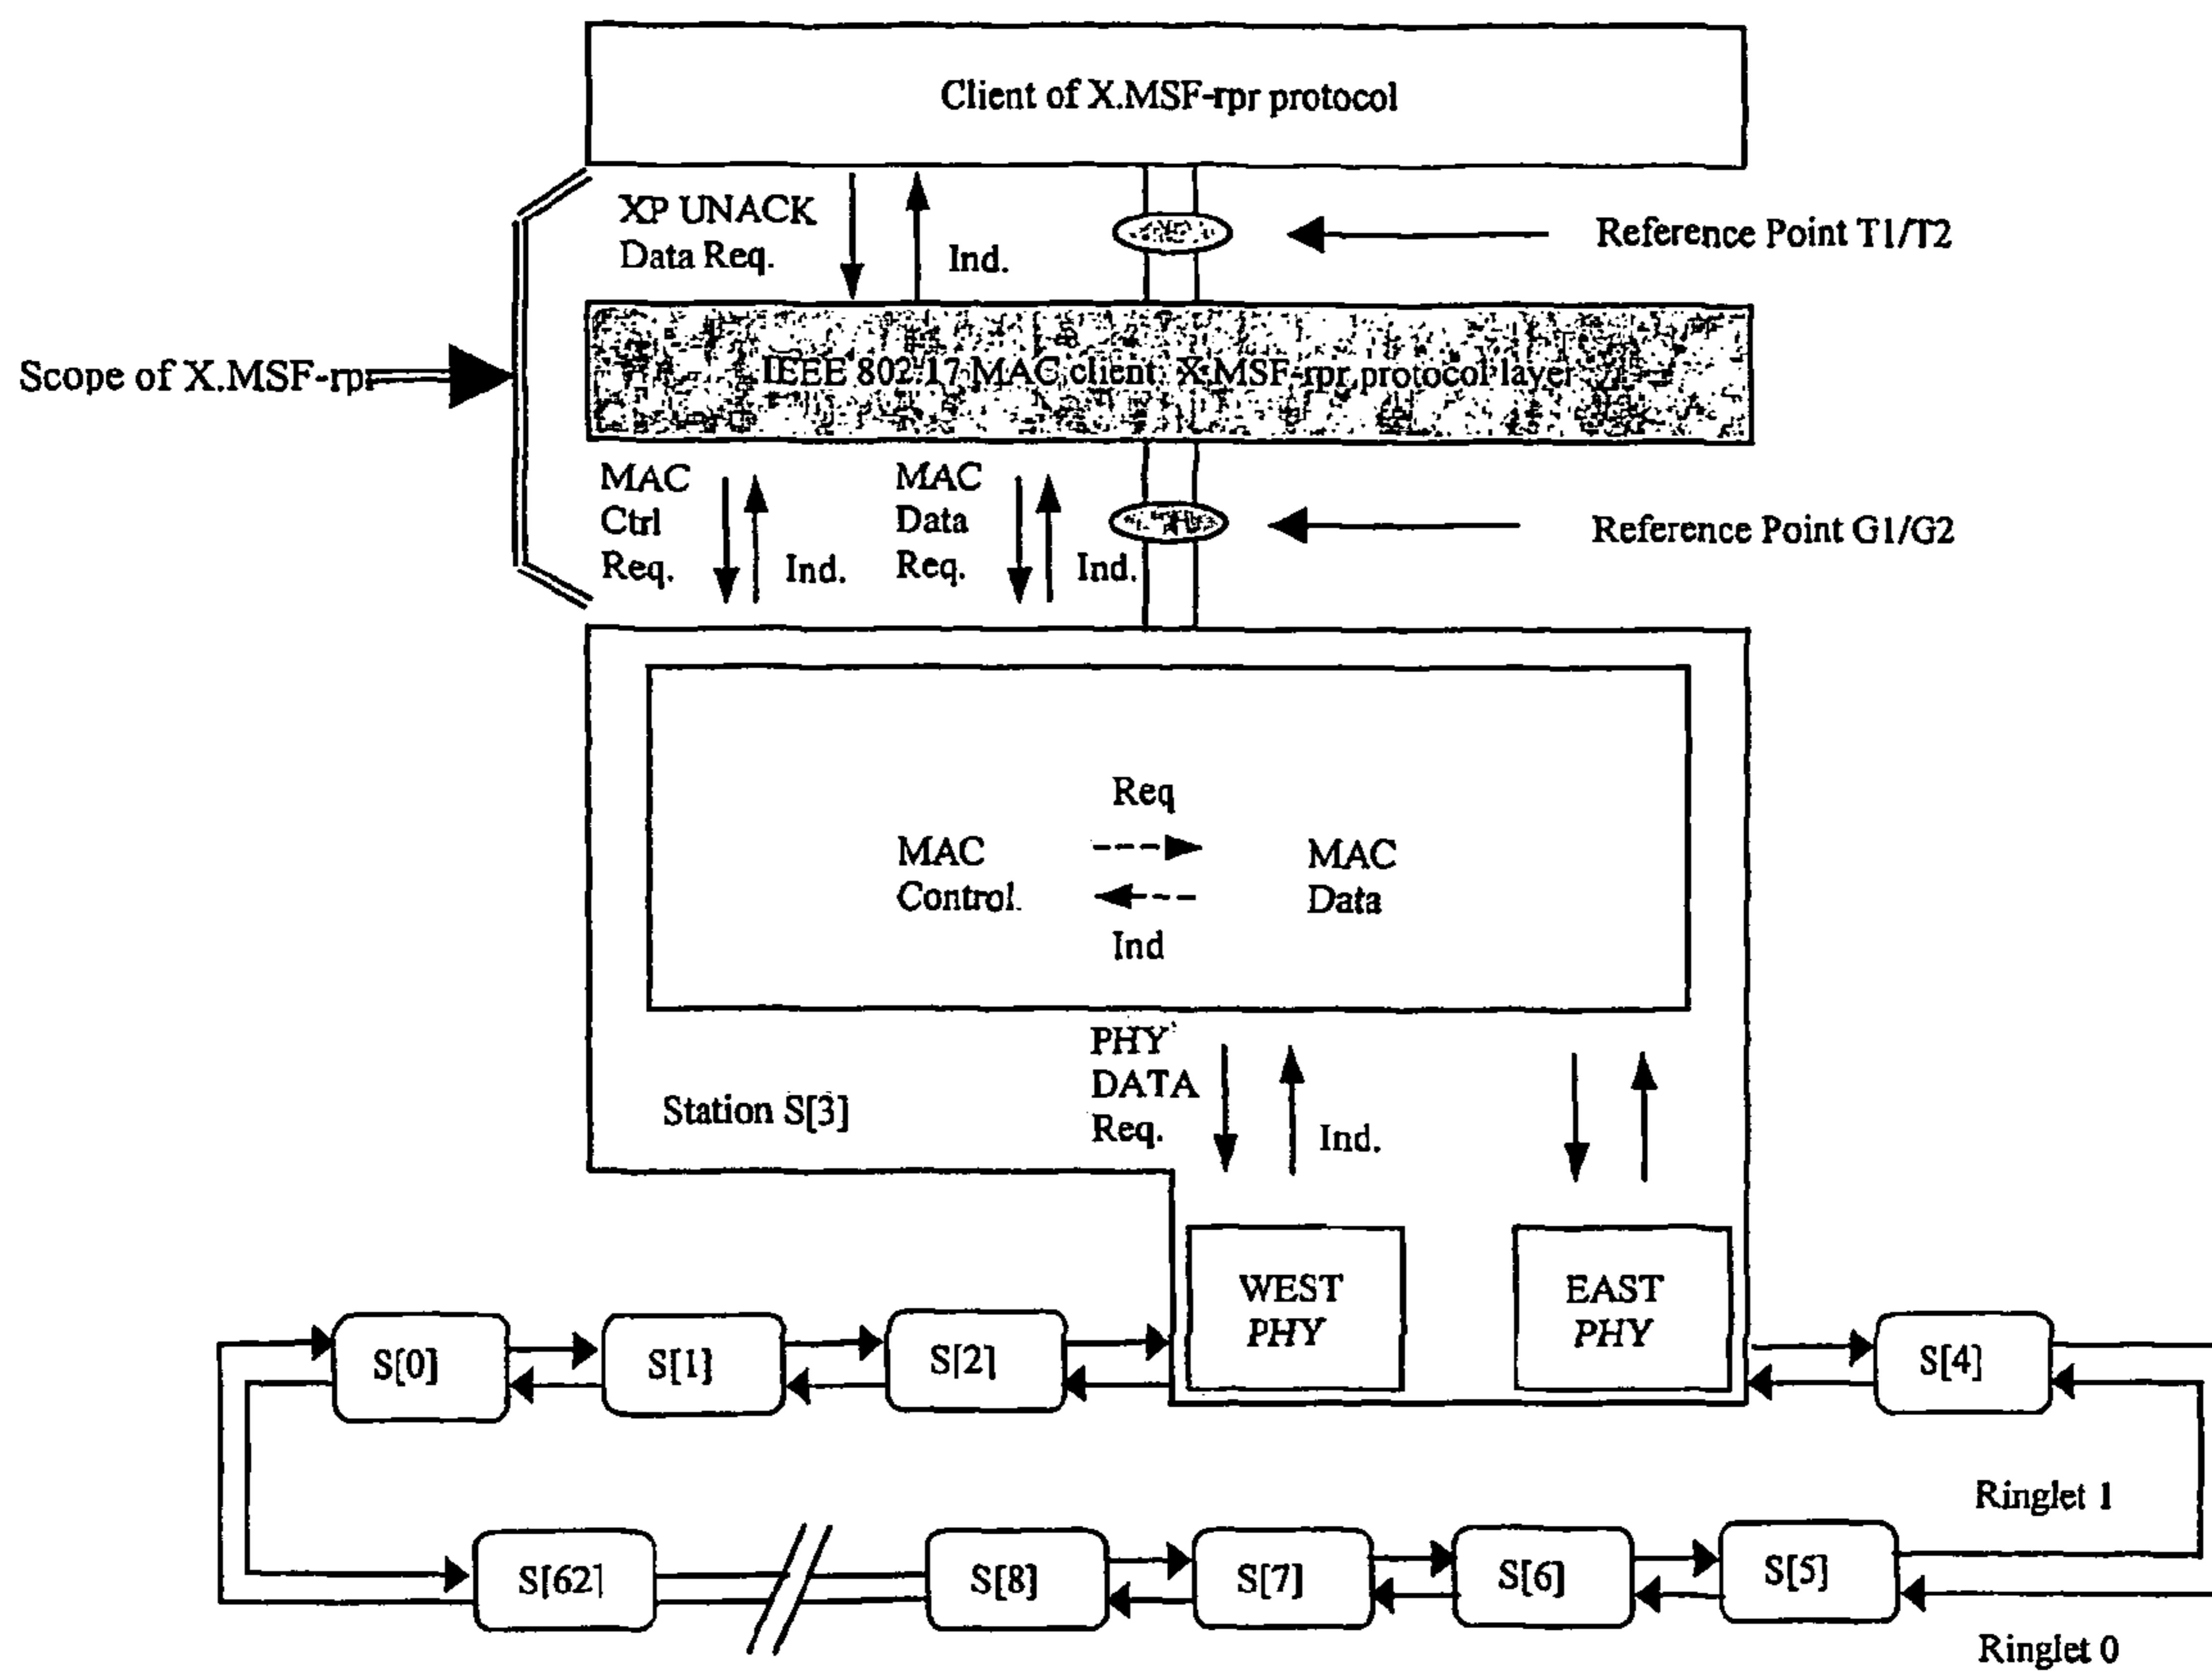 Client of X.MSF-rpr protocol
XP UNACK
Data Req.
Ind.
Reference Point T1/T2
Scope of X.MSF-rpr
IEEE 802.17 MAC client, X.MSF-rpr protocol layer
MAC
Ctrl
Req.
Ind.
MAC
Data
Req.
Ind.
Reference Point G1/G2
Req
MAC
Control.
MAC
Data
Ind
PHY
DATA
Req.
Ind.
Station S[3]
WEST
PHY
EAST
PHY
S[0]
S[1]
S[2]
S[4]
Ringlet 1
S[62]
S[8]
S[7]
S[6]
S[5]
Ringlet 0